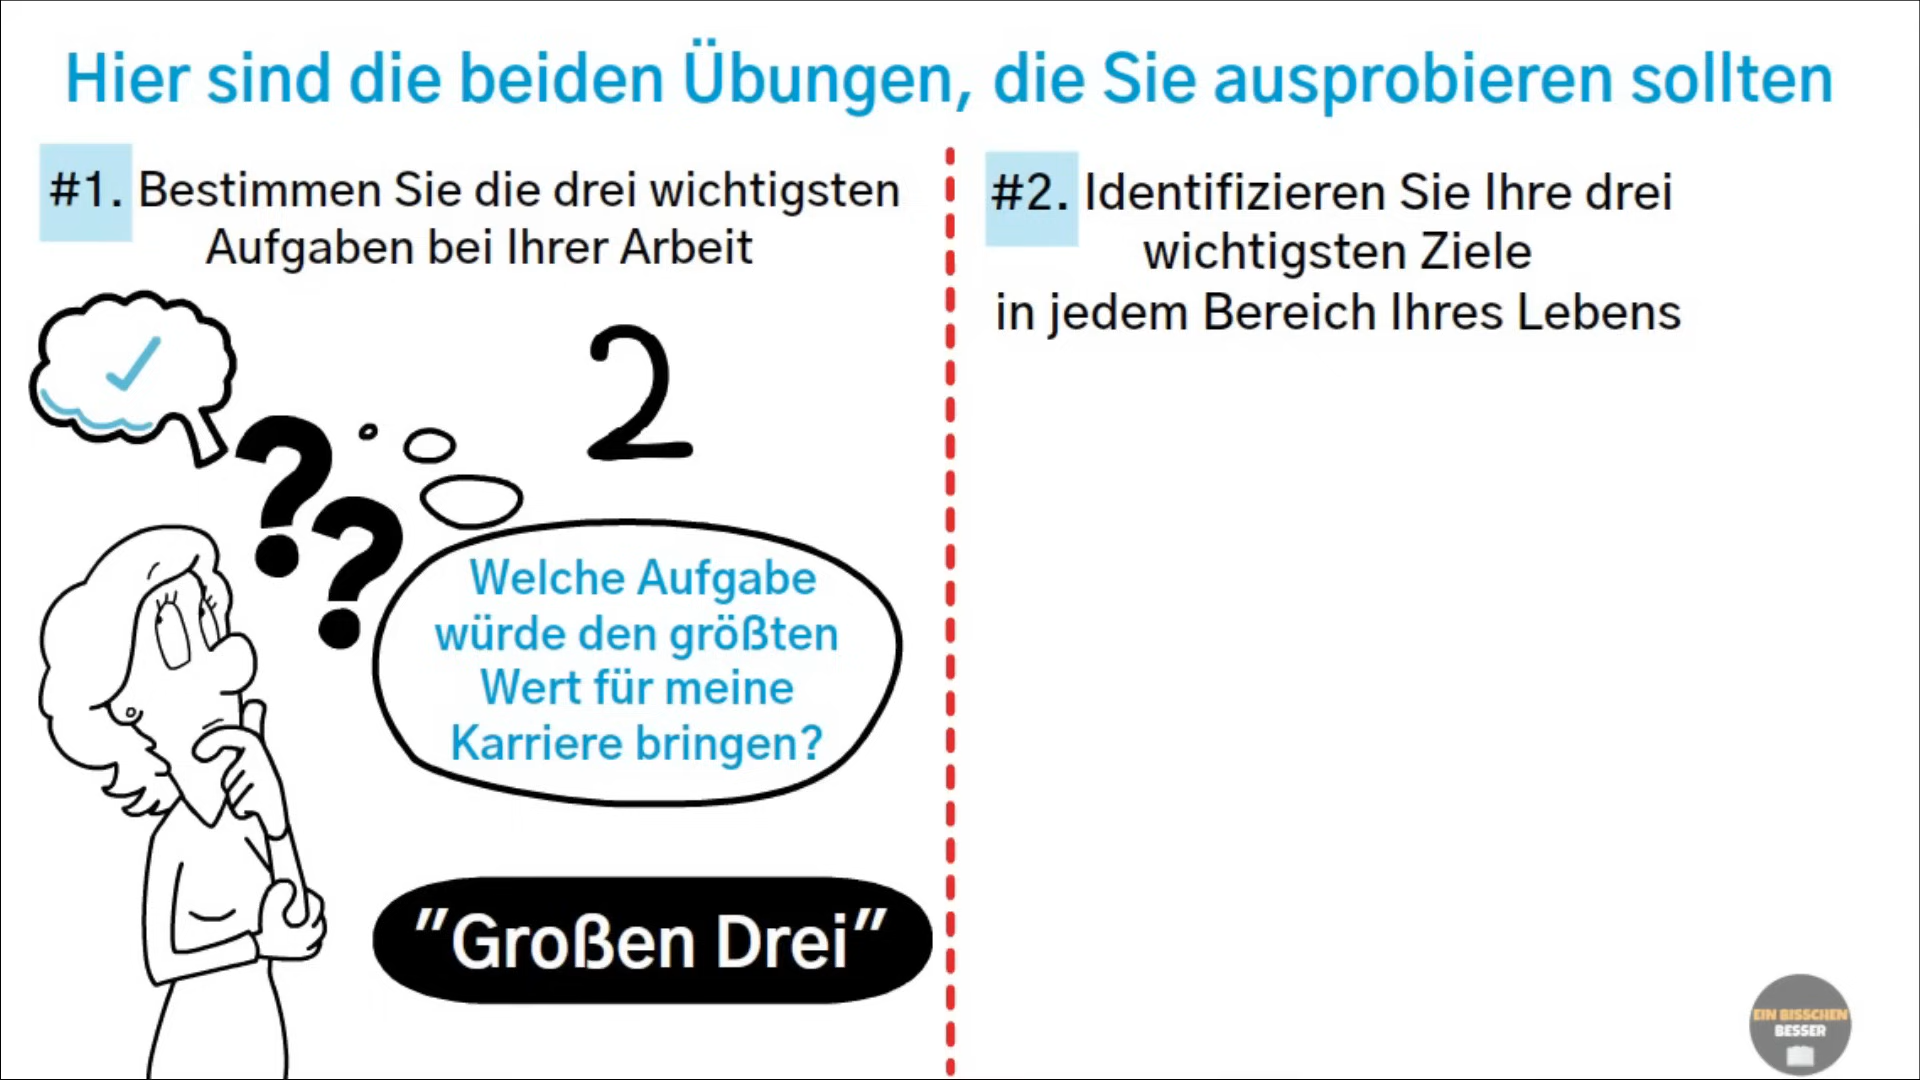 Hier sind die beiden Übungen, die Sie ausprobieren sollten
#1. Bestimmen Sie die drei wichtigsten
Aufgaben bei Ihrer Arbeit
2
Welche Aufgabe
würde den größten
Wert für meine
Karriere bringen?
"Großen Drei"
#2. Identifizieren Sie Ihre drei
wichtigsten Ziele
in jedem Bereich Ihres Lebens
EIN BISSCHEN
BESSER